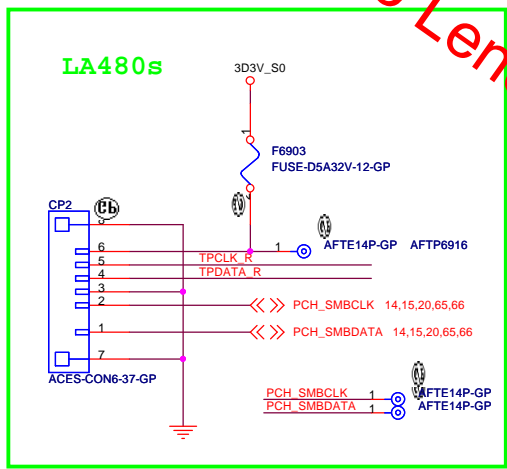 Len
LA480s
3D3V_S0
1
F6903
FUSE-D5A32V-12-GP
CP2
6
1
AFTE14P-GP AFTP6916
5
TPCLK_R
4
TPDATA_R
3
2
PCH_SMBCLK 14,15,20,65,66
1
PCH_SMBDATA 14,15,20,65,66
7
ACES-CON6-37-GP
PCH_SMBCLK 1
AFTE14P-GP
PCH_SMBDATA 1
AFTE14P-GP